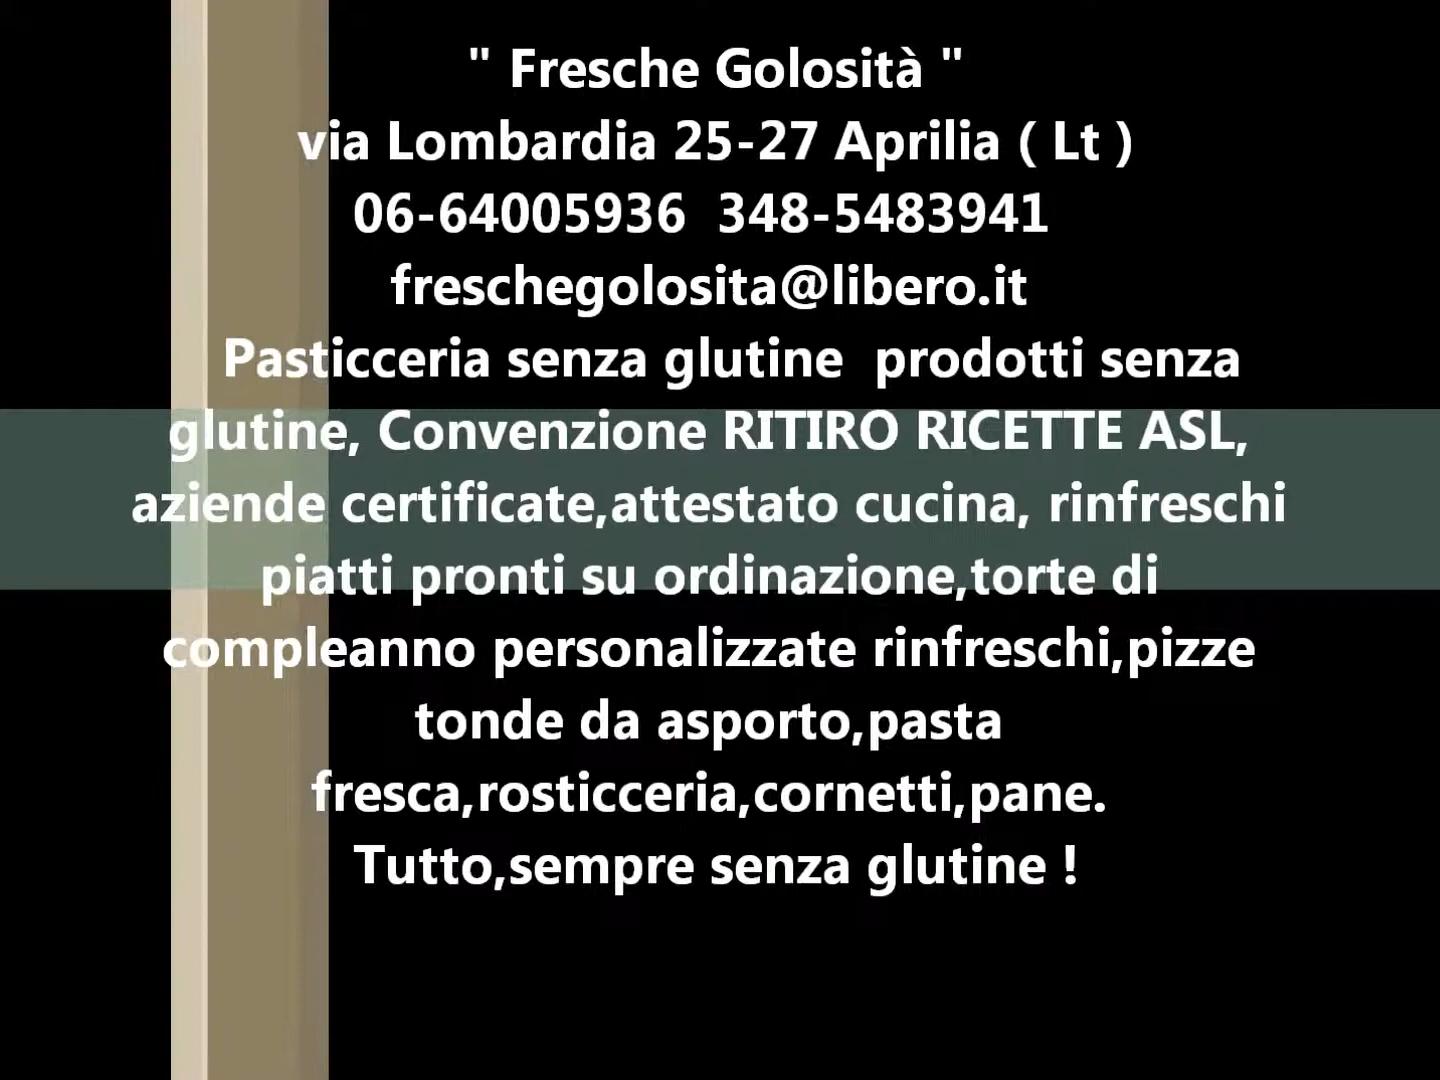 " Fresche Golosità "
via Lombardia 25-27 Aprilia ( Lt )
06-64005936  348-5483941
freschegolosita@libero.it
Pasticceria senza glutine  prodotti senza
glutine, Convenzione RITIRO RICETTE ASL,
aziende certificate,attestato cucina, rinfreschi
piatti pronti su ordinazione,torte di
compleanno personalizzate rinfreschi,pizze
tonde da asporto,pasta
fresca,rosticceria,cornetti,pane.
Tutto,sempre senza glutine !